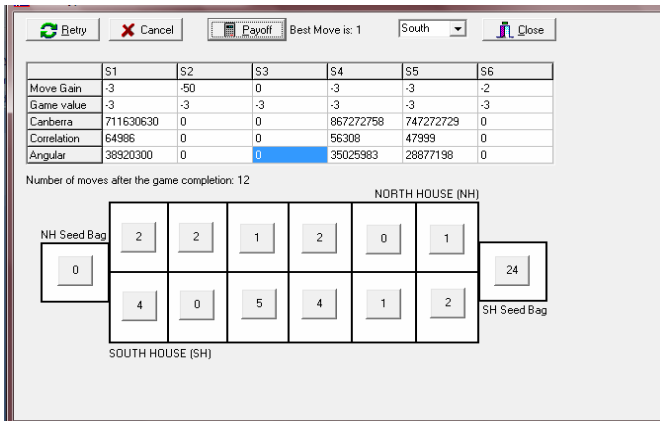 Retry Cancel Payoff Best Move is: 1 South Close
S1 S2 S3 S4 S5 S6
Move Gain -3 -50 0 -3 -3 -2
Game value -3 -3 -3 -3 -3 -3
Canberra 711630630 0 0 867272758 747272729 0
Correlation 64986 0 0 56308 47999 0
Angular 38920300 0 0 35025983 28877198 0
Number of moves after the game completion: 12
NORTH HOUSE (NH)
NH Seed Bag 2 2 1 2 0 1
0 24
4 0 5 4 1 2 SH Seed Bag
SOUTH HOUSE (SH)